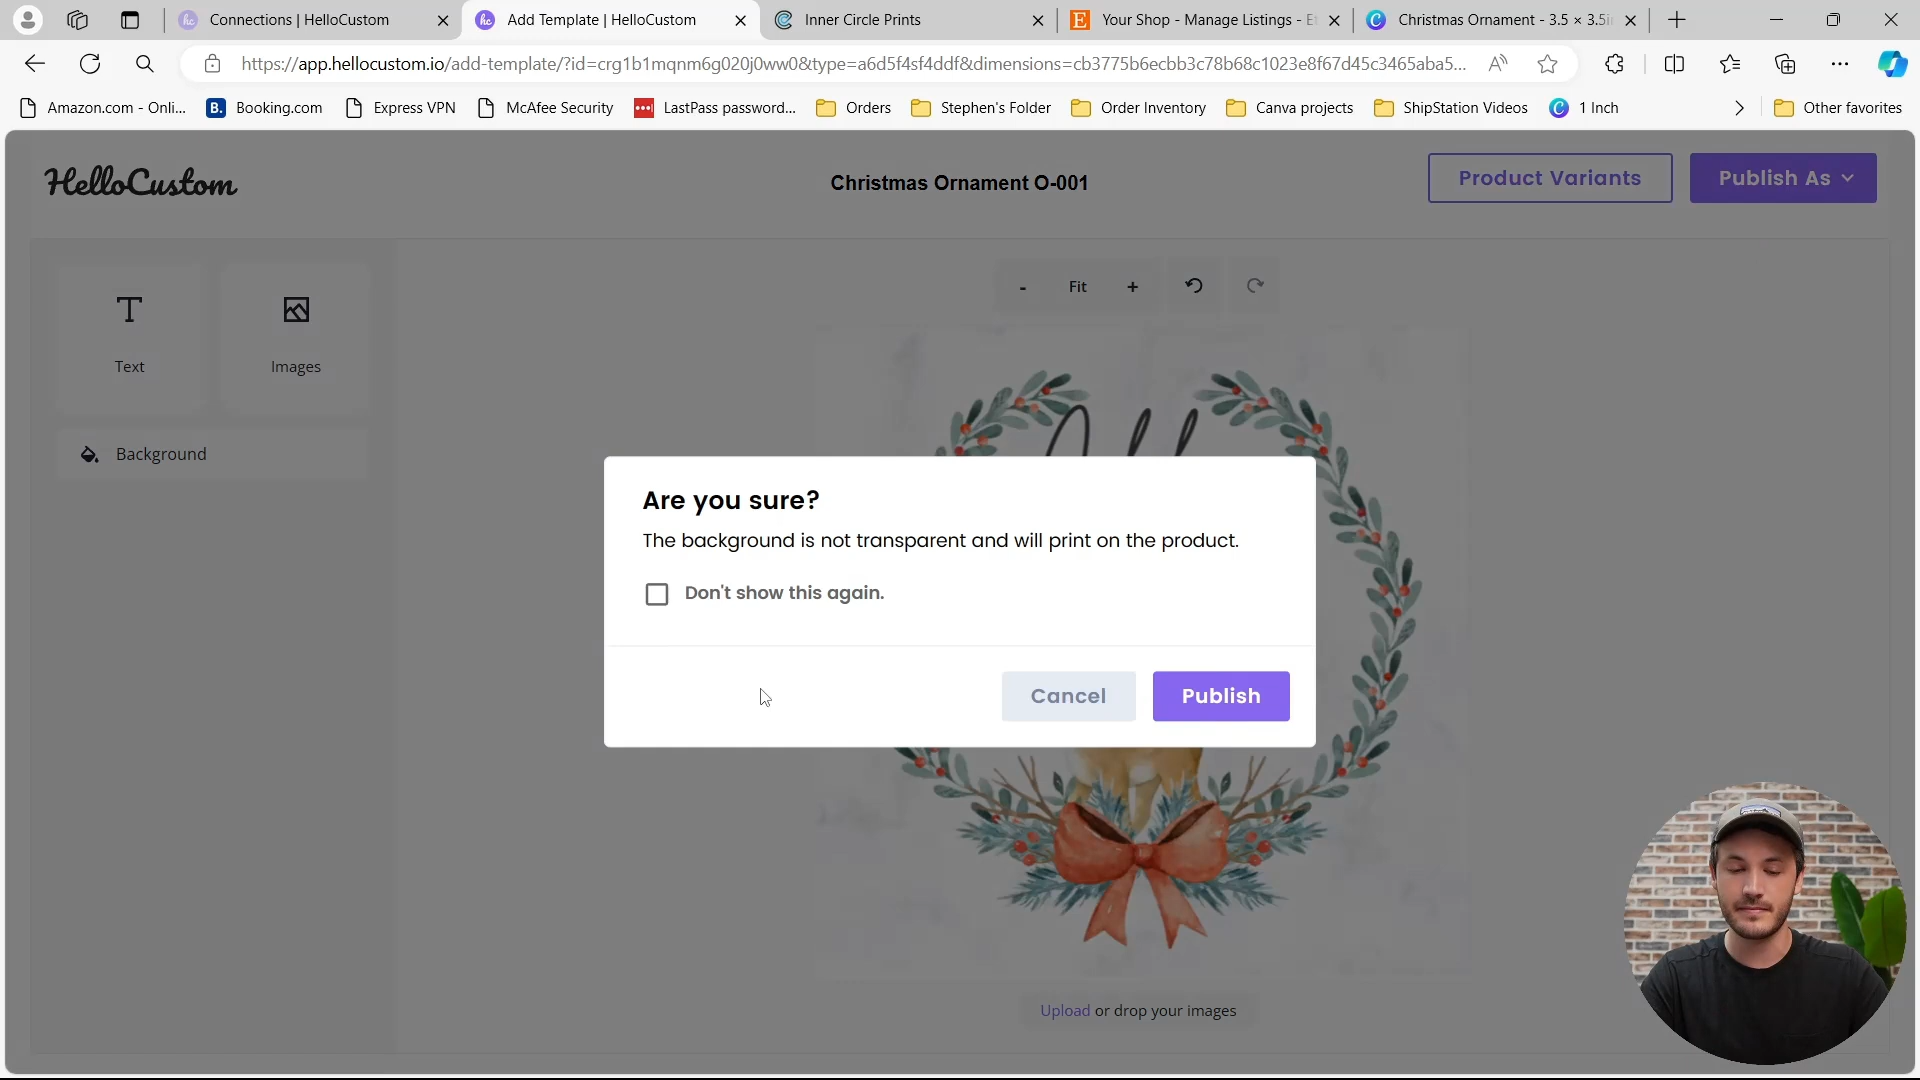 Connections | HelloCustom
Add Template | HelloCustom
Inner Circle Prints
Your Shop - Manage Listings - Et
Christmas Ornament - 3.5 × 3.5in
https://app.hellocustom.io/add-template/?id=crg1b1mqnm6g020j0ww0&type=a6d5f4sf4ddf&dimensions=cb3775b6ecbb3c78b68c1023e8f67d45c3465aba5...
Amazon.com - Onli...
Booking.com
Express VPN
McAfee Security
LastPass password...
Orders
Stephen's Folder
Order Inventory
Canva projects
ShipStation Videos
1 Inch
Other favorites
HelloCustom
Christmas Ornament O-001
Product Variants
Publish As
Text
Images
Background
- Fit +
Are you sure?
The background is not transparent and will print on the product.
Don't show this again.
Cancel
Publish
Upload or drop your images